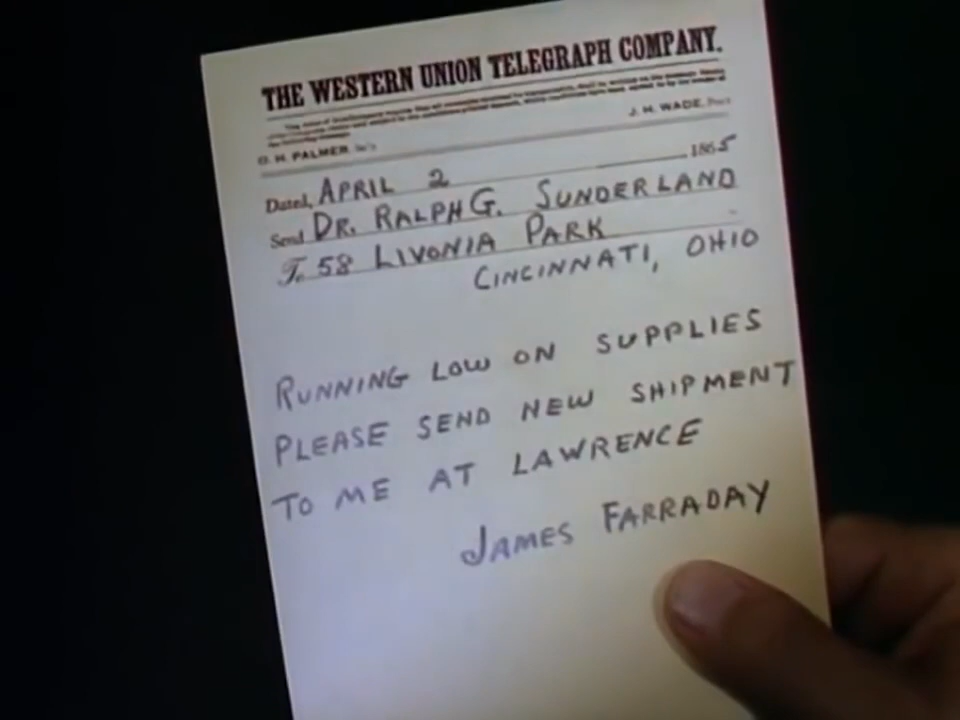 THE WESTERN UNION TELEGRAPH COMPANY.
J. H. WADE, Pres't
O. H. PALMER, Sec'y
Dated, APRIL 2 1865
Send DR. RALPH G. SUNDERLAND
To 58 LIVONIA PARK
CINCINNATI, OHIO
RUNNING LOW ON SUPPLIES
PLEASE SEND NEW SHIPMENT
TO ME AT LAWRENCE
JAMES FARRADAY